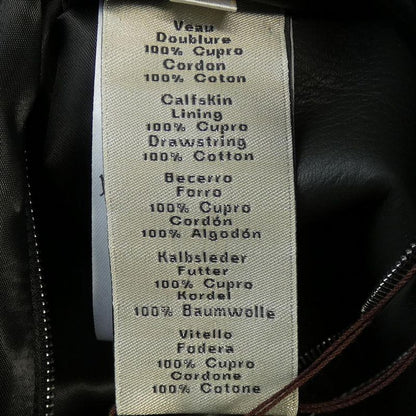 Veau
Doublure
100% Cupro
Cordon
100% Coton
Calfskin
Lining
100% Cupro
Drawstring
100% Cotton
Becerro
Forro
100% Cupro
Cordón
100% Algodón
Kalbsleder
Futter
100% Cupro
Kordel
100% Baumwolle
Vitello
Fodera
100% Cupro
Cordone
100% Cotone